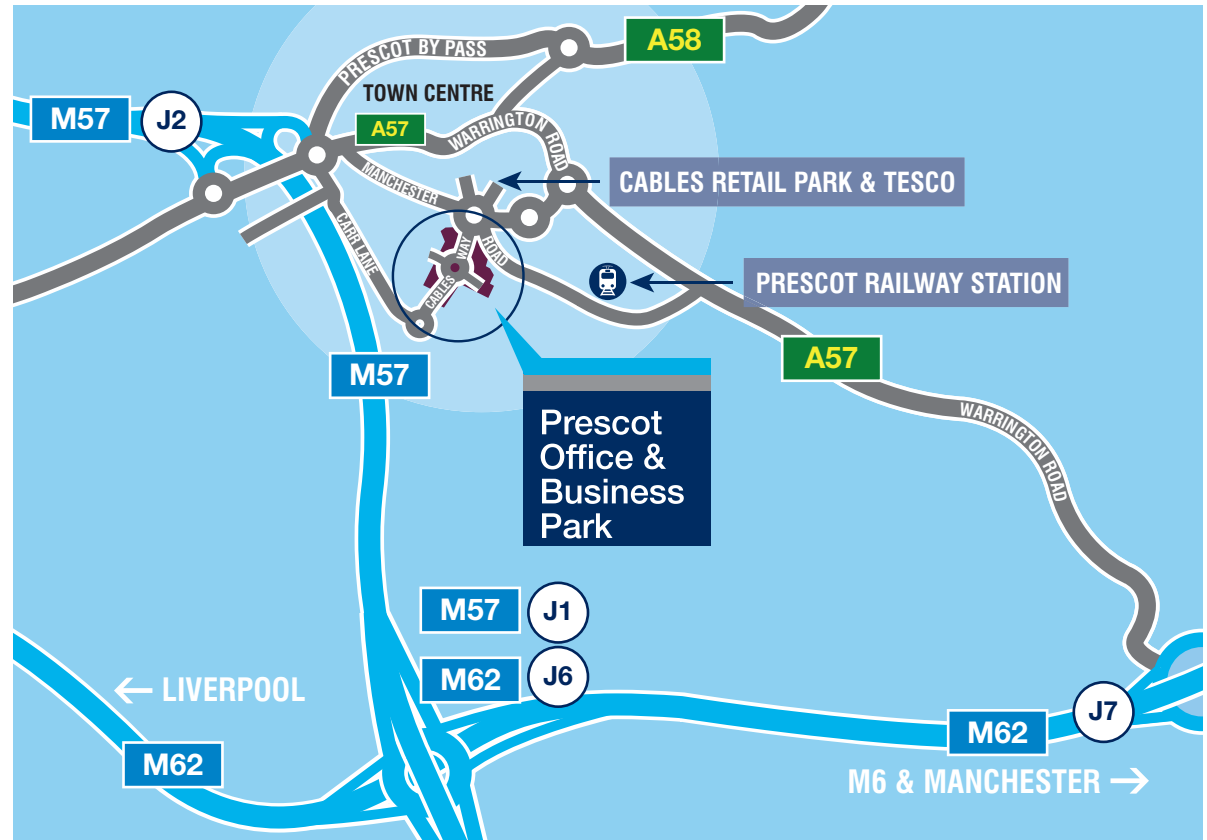 A58
PRESCOT BY PASS
TOWN CENTRE
M57
J2
A57
WARRINGTON ROAD
MANCHESTER ROAD
CABLES RETAIL PARK & TESCO
CARR LANE
CABLES WAY
PRESCOT RAILWAY STATION
M57
A57
Prescot
Office &
Business
Park
WARRINGTON ROAD
M57
J1
M62
J6
← LIVERPOOL
J7
M62
M62
M6 & MANCHESTER →